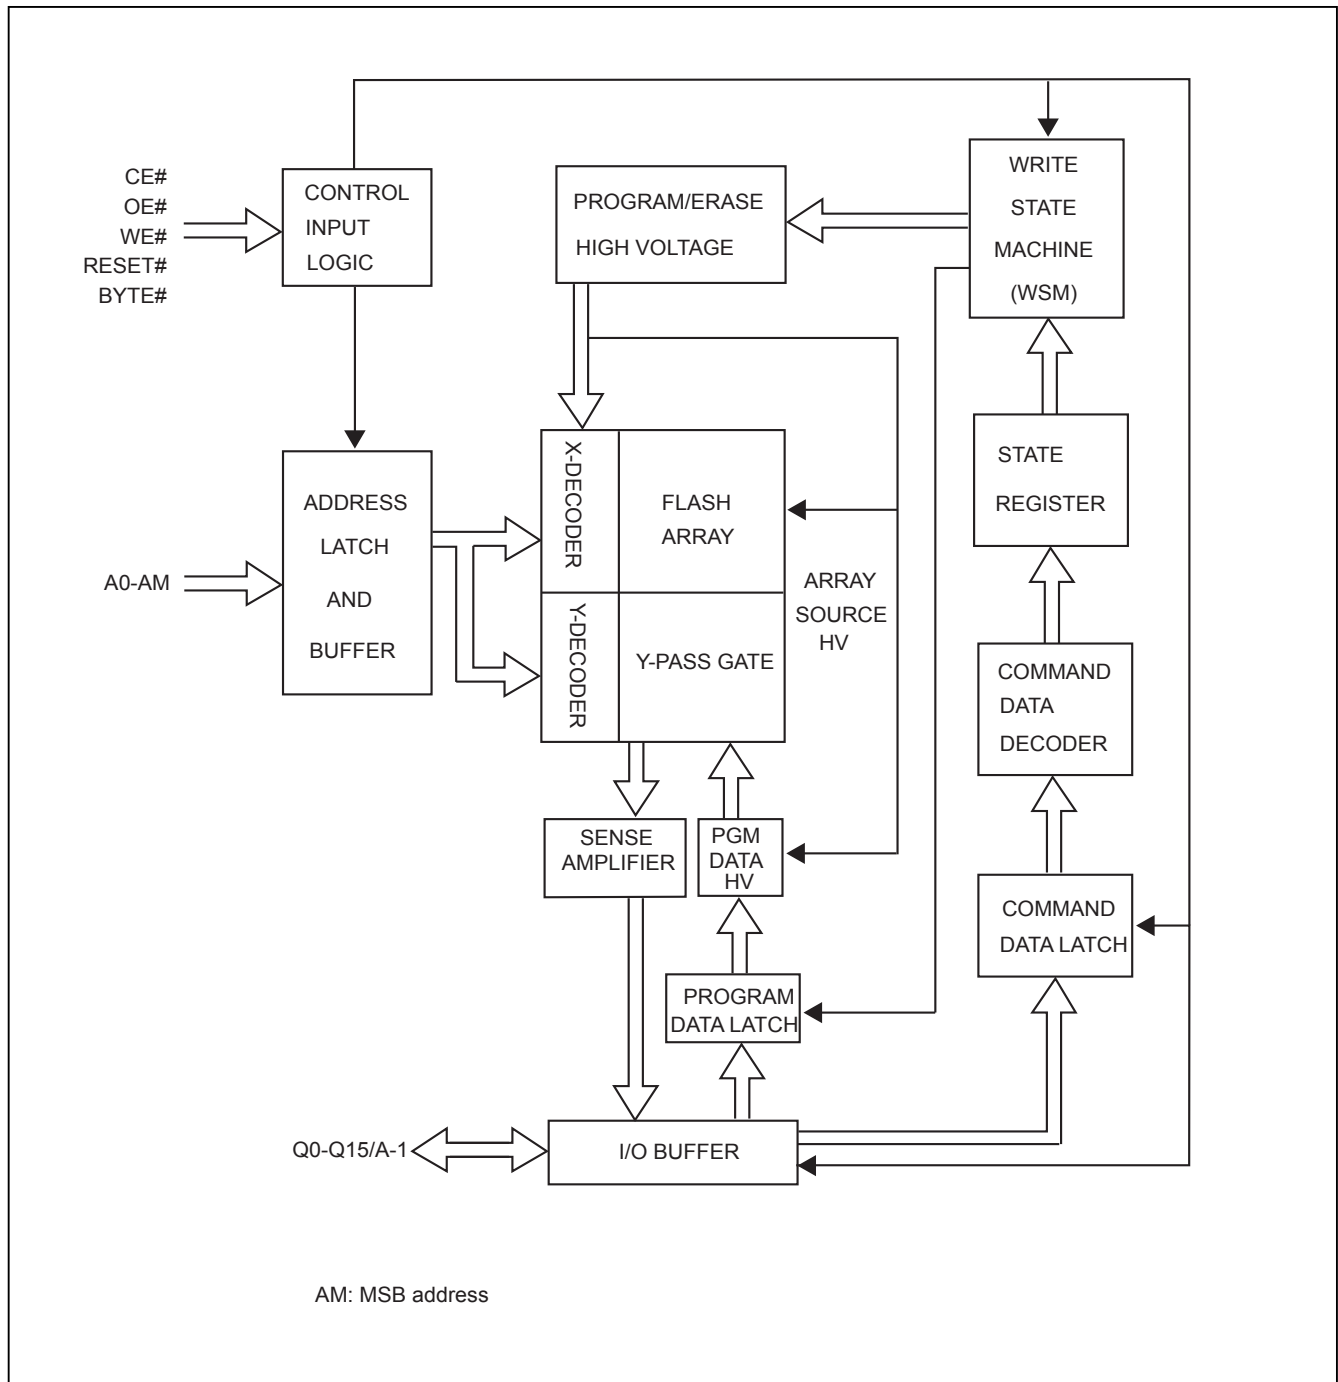 CE#
OE#
WE#
RESET#
BYTE#
CONTROL
INPUT
LOGIC
PROGRAM/ERASE
HIGH VOLTAGE
WRITE
STATE
MACHINE
(WSM)
STATE
REGISTER
A0-AM
ADDRESS
LATCH
AND
BUFFER
X-DECODER
FLASH
ARRAY
Y-DECODER
Y-PASS GATE
ARRAY
SOURCE
HV
COMMAND
DATA
DECODER
SENSE
AMPLIFIER
PGM
DATA
HV
COMMAND
DATA LATCH
PROGRAM
DATA LATCH
Q0-Q15/A-1
I/O BUFFER
AM: MSB address